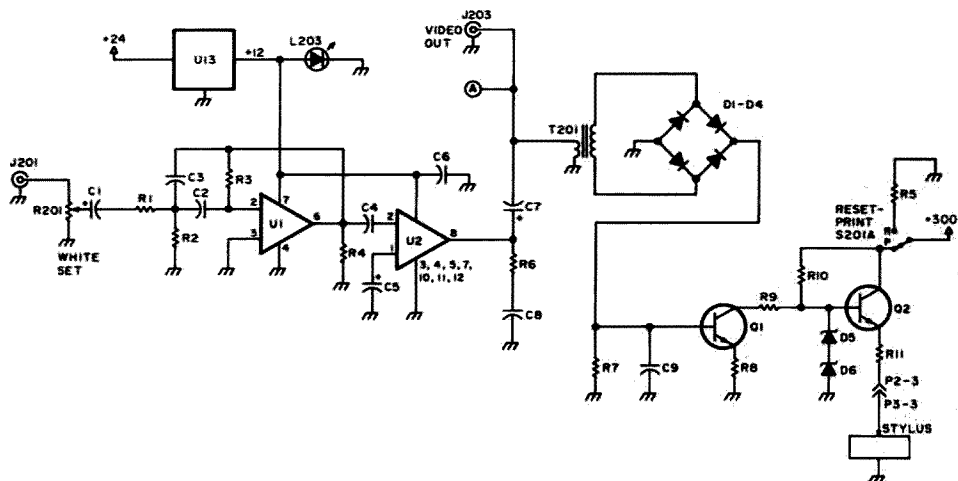 J203
VIDEO
OUT
+24
U13
+12
L203
A
D1-D4
T201
J201
R201
WHITE
SET
C1
R1
C3
C2
R3
R2
2
7
U1
6
3
4
C6
C4
R4
2
U2
8
1
3, 4, 5, 7,
10, 11, 12
C5
C7
R6
C8
R5
RESET-
PRINT
S201A
R
P
+300
R10
R9
Q1
Q2
R7
C9
R8
D5
D6
R11
P2-3
P3-3
STYLUS